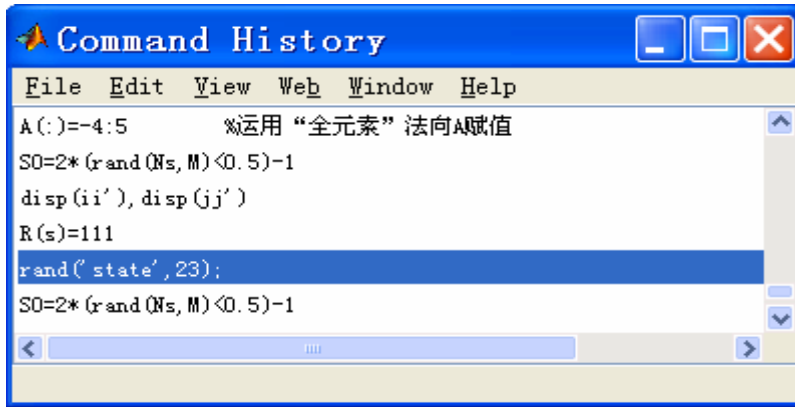 Command History
File Edit View Web Window Help
A(:)=-4:5 %运用“全元素”法向A赋值
S0=2*(rand(Ns,M)<0.5)-1
disp(ii'),disp(jj')
R(s)=111
rand('state',23);
S0=2*(rand(Ns,M)<0.5)-1